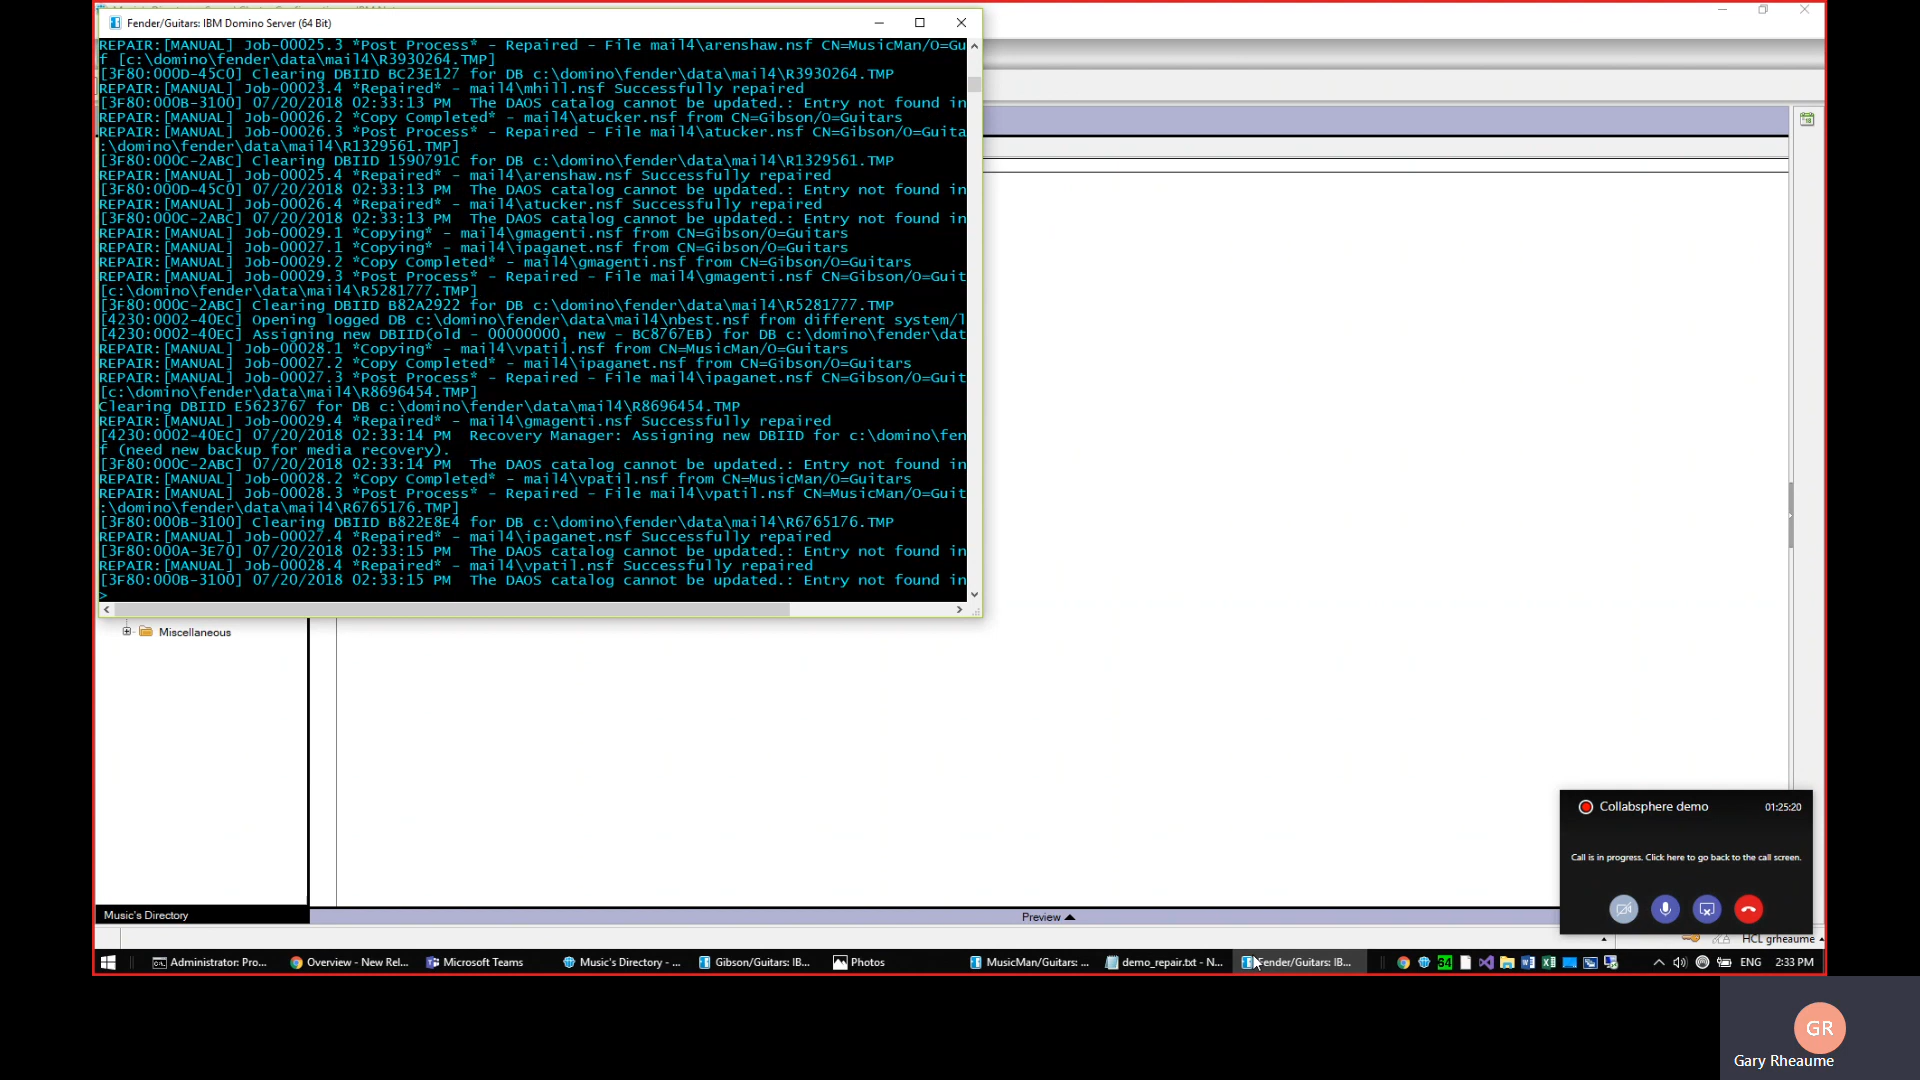 Fender/Guitars: IBM Domino Server (64 Bit)
REPAIR:[MANUAL] Job-00025.3 *Post Process* - Repaired - File mail4\arenshaw.nsf CN=MusicMan/O=Gu
f [c:\domino\fender\data\mail4\R3930264.TMP]
[3F80:000D-45C0] Clearing DBIID BC23E127 for DB c:\domino\fender\data\mail4\R3930264.TMP
REPAIR:[MANUAL] Job-00023.4 *Repaired* - mail4\mhill.nsf Successfully repaired
[3F80:000B-3100] 07/20/2018 02:33:13 PM  The DAOS catalog cannot be updated.: Entry not found in
REPAIR:[MANUAL] Job-00026.2 *Copy Completed* - mail4\atucker.nsf from CN=Gibson/O=Guitars
REPAIR:[MANUAL] Job-00026.3 *Post Process* - Repaired - File mail4\atucker.nsf CN=Gibson/O=Guita
:\domino\fender\data\mail4\R1329561.TMP]
[3F80:000C-2ABC] Clearing DBIID 1590791C for DB c:\domino\fender\data\mail4\R1329561.TMP
REPAIR:[MANUAL] Job-00025.4 *Repaired* - mail4\arenshaw.nsf Successfully repaired
[3F80:000D-45C0] 07/20/2018 02:33:13 PM  The DAOS catalog cannot be updated.: Entry not found in
REPAIR:[MANUAL] Job-00026.4 *Repaired* - mail4\atucker.nsf Successfully repaired
[3F80:000C-2ABC] 07/20/2018 02:33:13 PM  The DAOS catalog cannot be updated.: Entry not found in
REPAIR:[MANUAL] Job-00029.1 *Copying* - mail4\gmagenti.nsf from CN=Gibson/O=Guitars
REPAIR:[MANUAL] Job-00027.1 *Copying* - mail4\ipaganet.nsf from CN=Gibson/O=Guitars
REPAIR:[MANUAL] Job-00029.2 *Copy Completed* - mail4\gmagenti.nsf from CN=Gibson/O=Guitars
REPAIR:[MANUAL] Job-00029.3 *Post Process* - Repaired - File mail4\gmagenti.nsf CN=Gibson/O=Guit
[c:\domino\fender\data\mail4\R5281777.TMP]
[3F80:000C-2ABC] Clearing DBIID B82A2922 for DB c:\domino\fender\data\mail4\R5281777.TMP
[4230:0002-40EC] Opening logged DB c:\domino\fender\data\mail4\nbest.nsf from different system/l
[4230:0002-40EC] Assigning new DBIID(old - 00000000, new - BC8767EB) for DB c:\domino\fender\dat
REPAIR:[MANUAL] Job-00028.1 *Copying* - mail4\vpatil.nsf from CN=MusicMan/O=Guitars
REPAIR:[MANUAL] Job-00027.2 *Copy Completed* - mail4\ipaganet.nsf from CN=Gibson/O=Guitars
REPAIR:[MANUAL] Job-00027.3 *Post Process* - Repaired - File mail4\ipaganet.nsf CN=Gibson/O=Guit
[c:\domino\fender\data\mail4\R8696454.TMP]
Clearing DBIID E5623767 for DB c:\domino\fender\data\mail4\R8696454.TMP
REPAIR:[MANUAL] Job-00029.4 *Repaired* - mail4\gmagenti.nsf Successfully repaired
[4230:0002-40EC] 07/20/2018 02:33:14 PM  Recovery Manager: Assigning new DBIID for c:\domino\fen
f (need new backup for media recovery).
[3F80:000C-2ABC] 07/20/2018 02:33:14 PM  The DAOS catalog cannot be updated.: Entry not found in
REPAIR:[MANUAL] Job-00028.2 *Copy Completed* - mail4\vpatil.nsf from CN=MusicMan/O=Guitars
REPAIR:[MANUAL] Job-00028.3 *Post Process* - Repaired - File mail4\vpatil.nsf CN=MusicMan/O=Guit
:\domino\fender\data\mail4\R6765176.TMP]
[3F80:000B-3100] Clearing DBIID B822E8E4 for DB c:\domino\fender\data\mail4\R6765176.TMP
REPAIR:[MANUAL] Job-00027.4 *Repaired* - mail4\ipaganet.nsf Successfully repaired
[3F80:000A-3E70] 07/20/2018 02:33:15 PM  The DAOS catalog cannot be updated.: Entry not found in
REPAIR:[MANUAL] Job-00028.4 *Repaired* - mail4\vpatil.nsf Successfully repaired
[3F80:000B-3100] 07/20/2018 02:33:15 PM  The DAOS catalog cannot be updated.: Entry not found in
>
Miscellaneous
Collabsphere demo 01:25:20
Call is in progress. Click here to go back to the call screen.
Music's Directory
Preview
HCL grheaume
Administrator: Pro... Overview - New Rel... Microsoft Teams Music's Directory - ... Gibson/Guitars: IB... Photos MusicMan/Guitars: ... demo_repair.txt - N... Fender/Guitars: IB... 64 ENG 2:33 PM
GR
Gary Rheaume